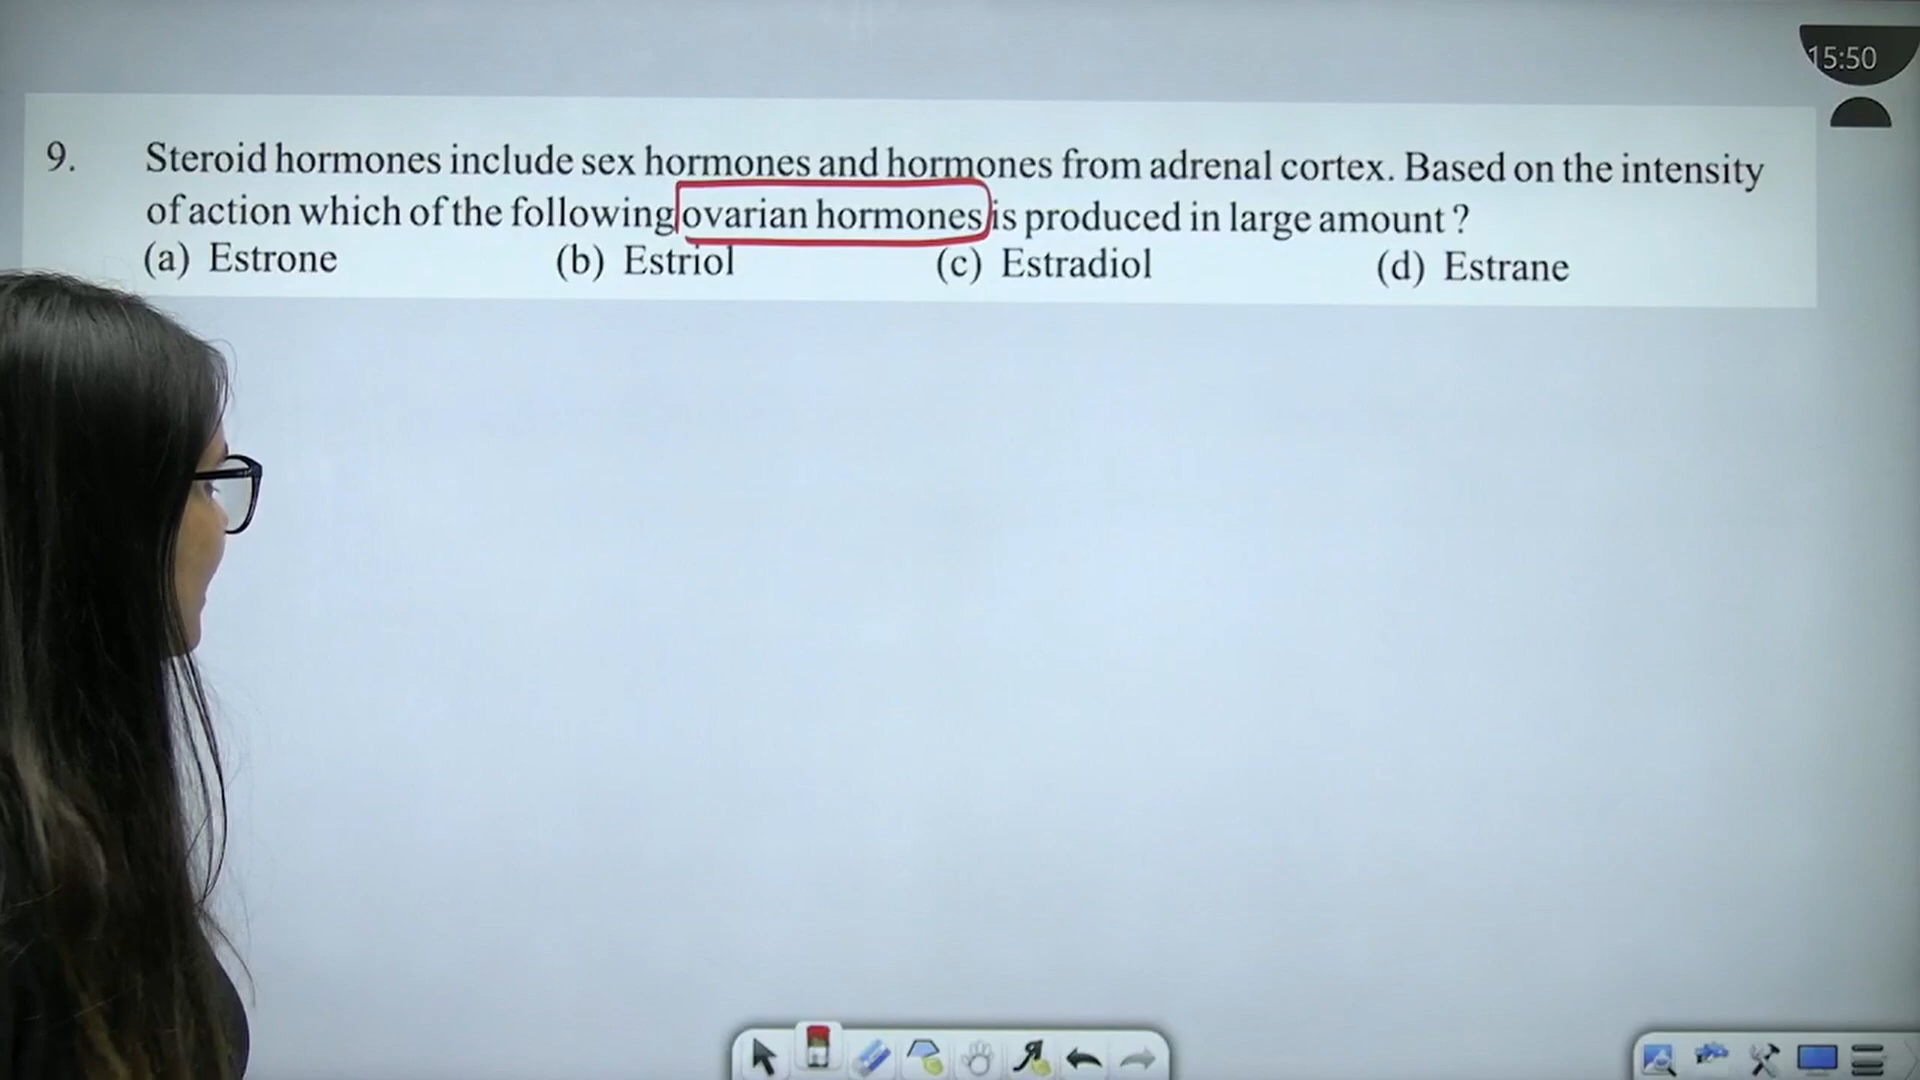 15:50
9. Steroid hormones include sex hormones and hormones from adrenal cortex. Based on the intensity
of action which of the following ovarian hormones is produced in large amount ?
(a) Estrone (b) Estriol (c) Estradiol (d) Estrane